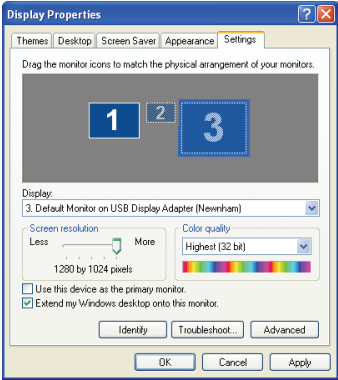 Display Properties
Themes Desktop Screen Saver Appearance Settings
Drag the monitor icons to match the physical arrangement of your monitors.
1 2 3
Display:
3. Default Monitor on USB Display Adapter (Newnham)
Screen resolution Color quality
Less More Highest (32 bit)
1280 by 1024 pixels
Use this device as the primary monitor.
Extend my Windows desktop onto this monitor.
Identify Troubleshoot... Advanced
OK Cancel Apply